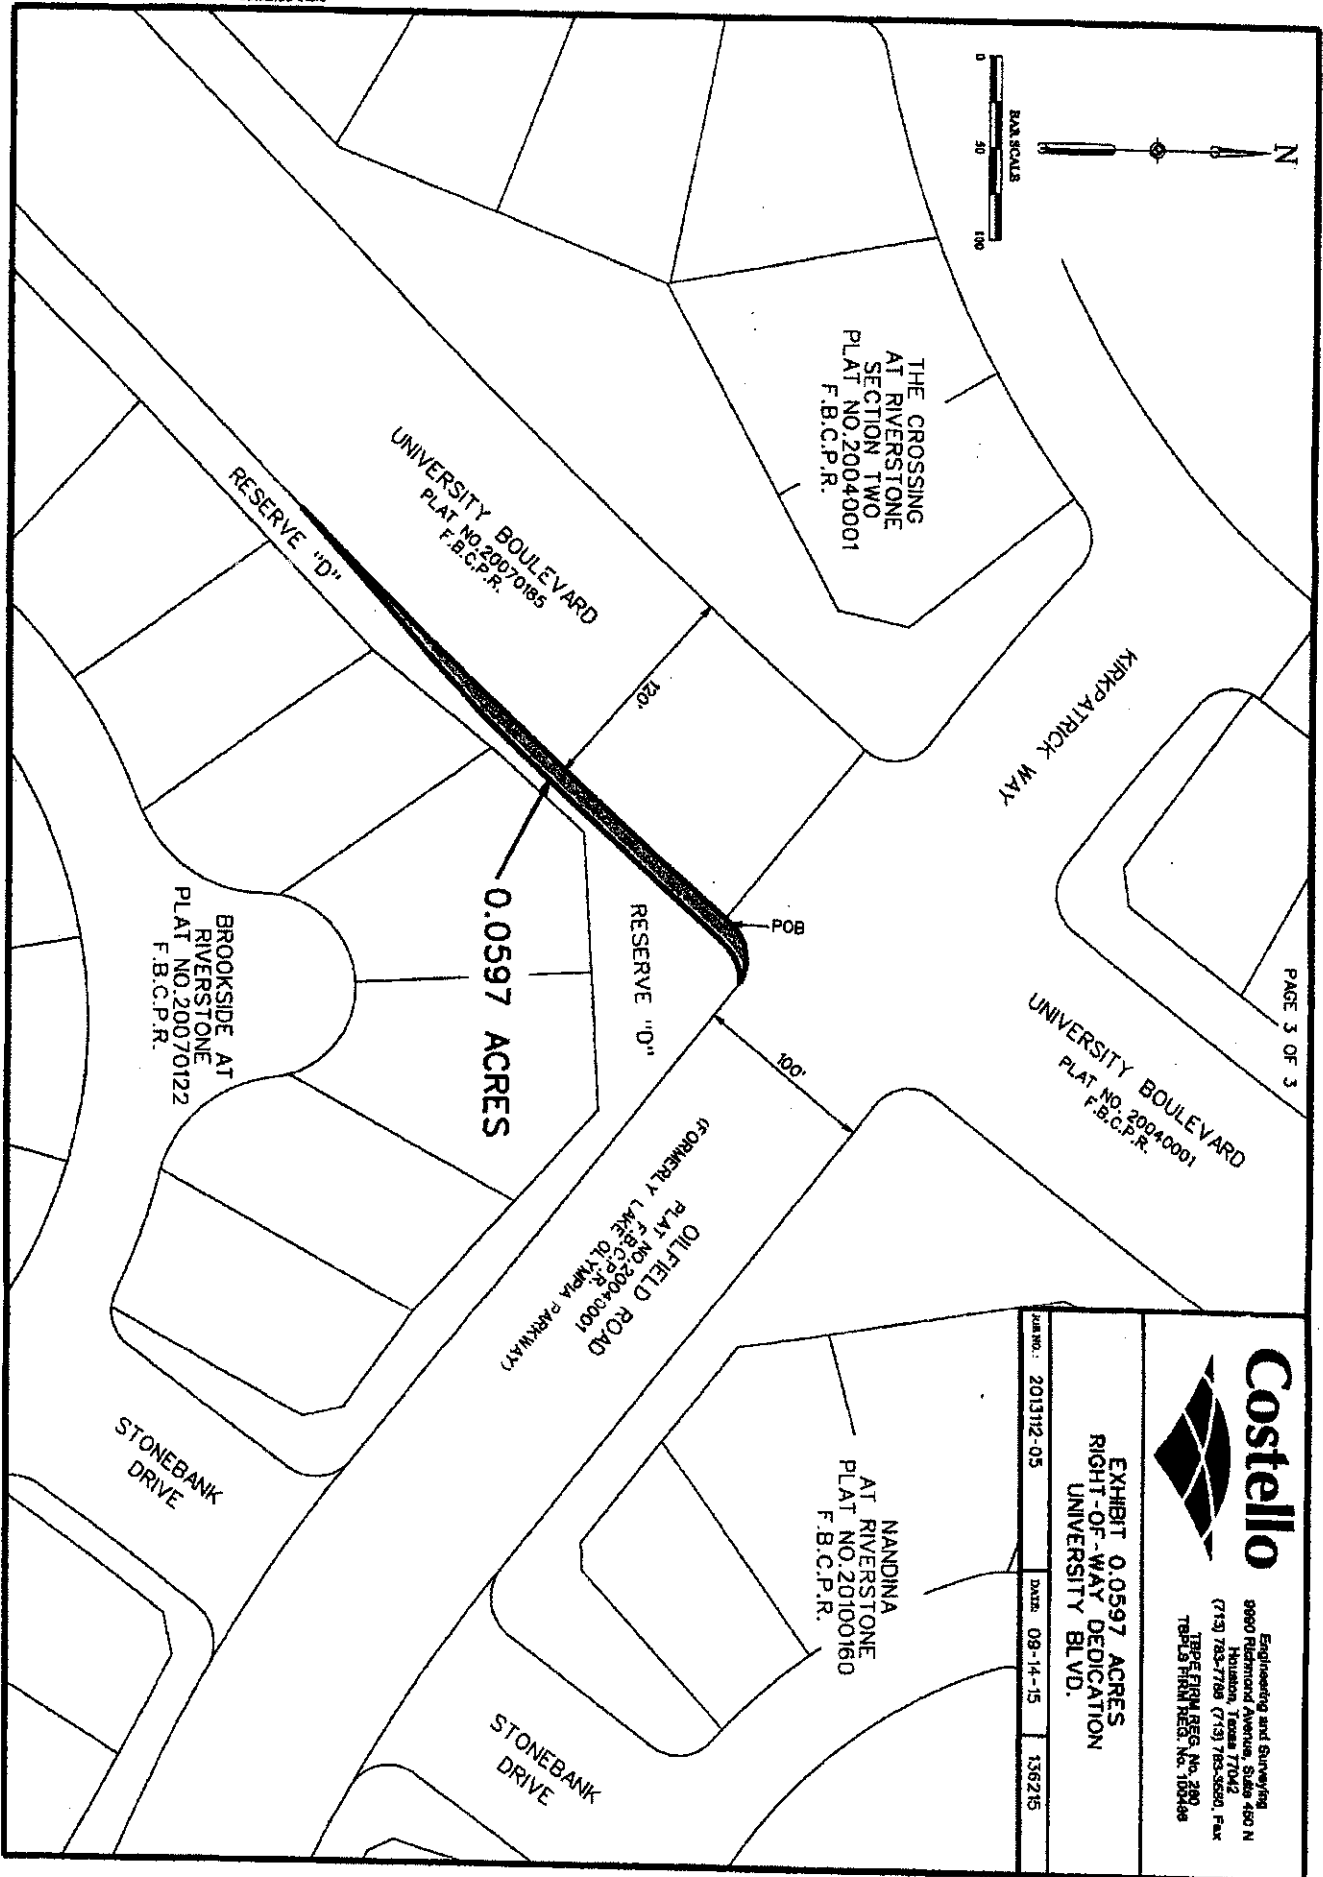 PAGE 3 OF 3
N
BAR SCALE
0 50 100
THE CROSSING
AT RIVERSTONE
SECTION TWO
PLAT NO.20040001
F.B.C.P.R.
KIRKPATRICK WAY
UNIVERSITY BOULEVARD
PLAT NO. 20040001
F.B.C.P.R.
UNIVERSITY BOULEVARD
PLAT NO.20070185
F.B.C.P.R.
120'
POB
100'
RESERVE "D"
RESERVE "D"
0.0597 ACRES
OILFIELD ROAD
PLAT NO.20040001
F.B.C.P.R.
(FORMERLY LAKE OLYMPIA PARKWAY)
BROOKSIDE AT
RIVERSTONE
PLAT NO.20070122
F.B.C.P.R.
NANDINA
AT RIVERSTONE
PLAT NO.20100160
F.B.C.P.R.
STONEBANK
DRIVE
STONEBANK
DRIVE
Costello
Engineering and Surveying
9990 Richmond Avenue, Suite 450 N
Houston, Texas 77042
(713) 783-7788 (713) 783-3580, Fax
TBPE FIRM REG. No. 280
TBPLS FIRM REG. No. 100486
EXHIBIT 0.0597 ACRES
RIGHT-OF-WAY DEDICATION
UNIVERSITY BLVD.
JOB NO.: 2013112-05
DATE: 09-14-15
136215